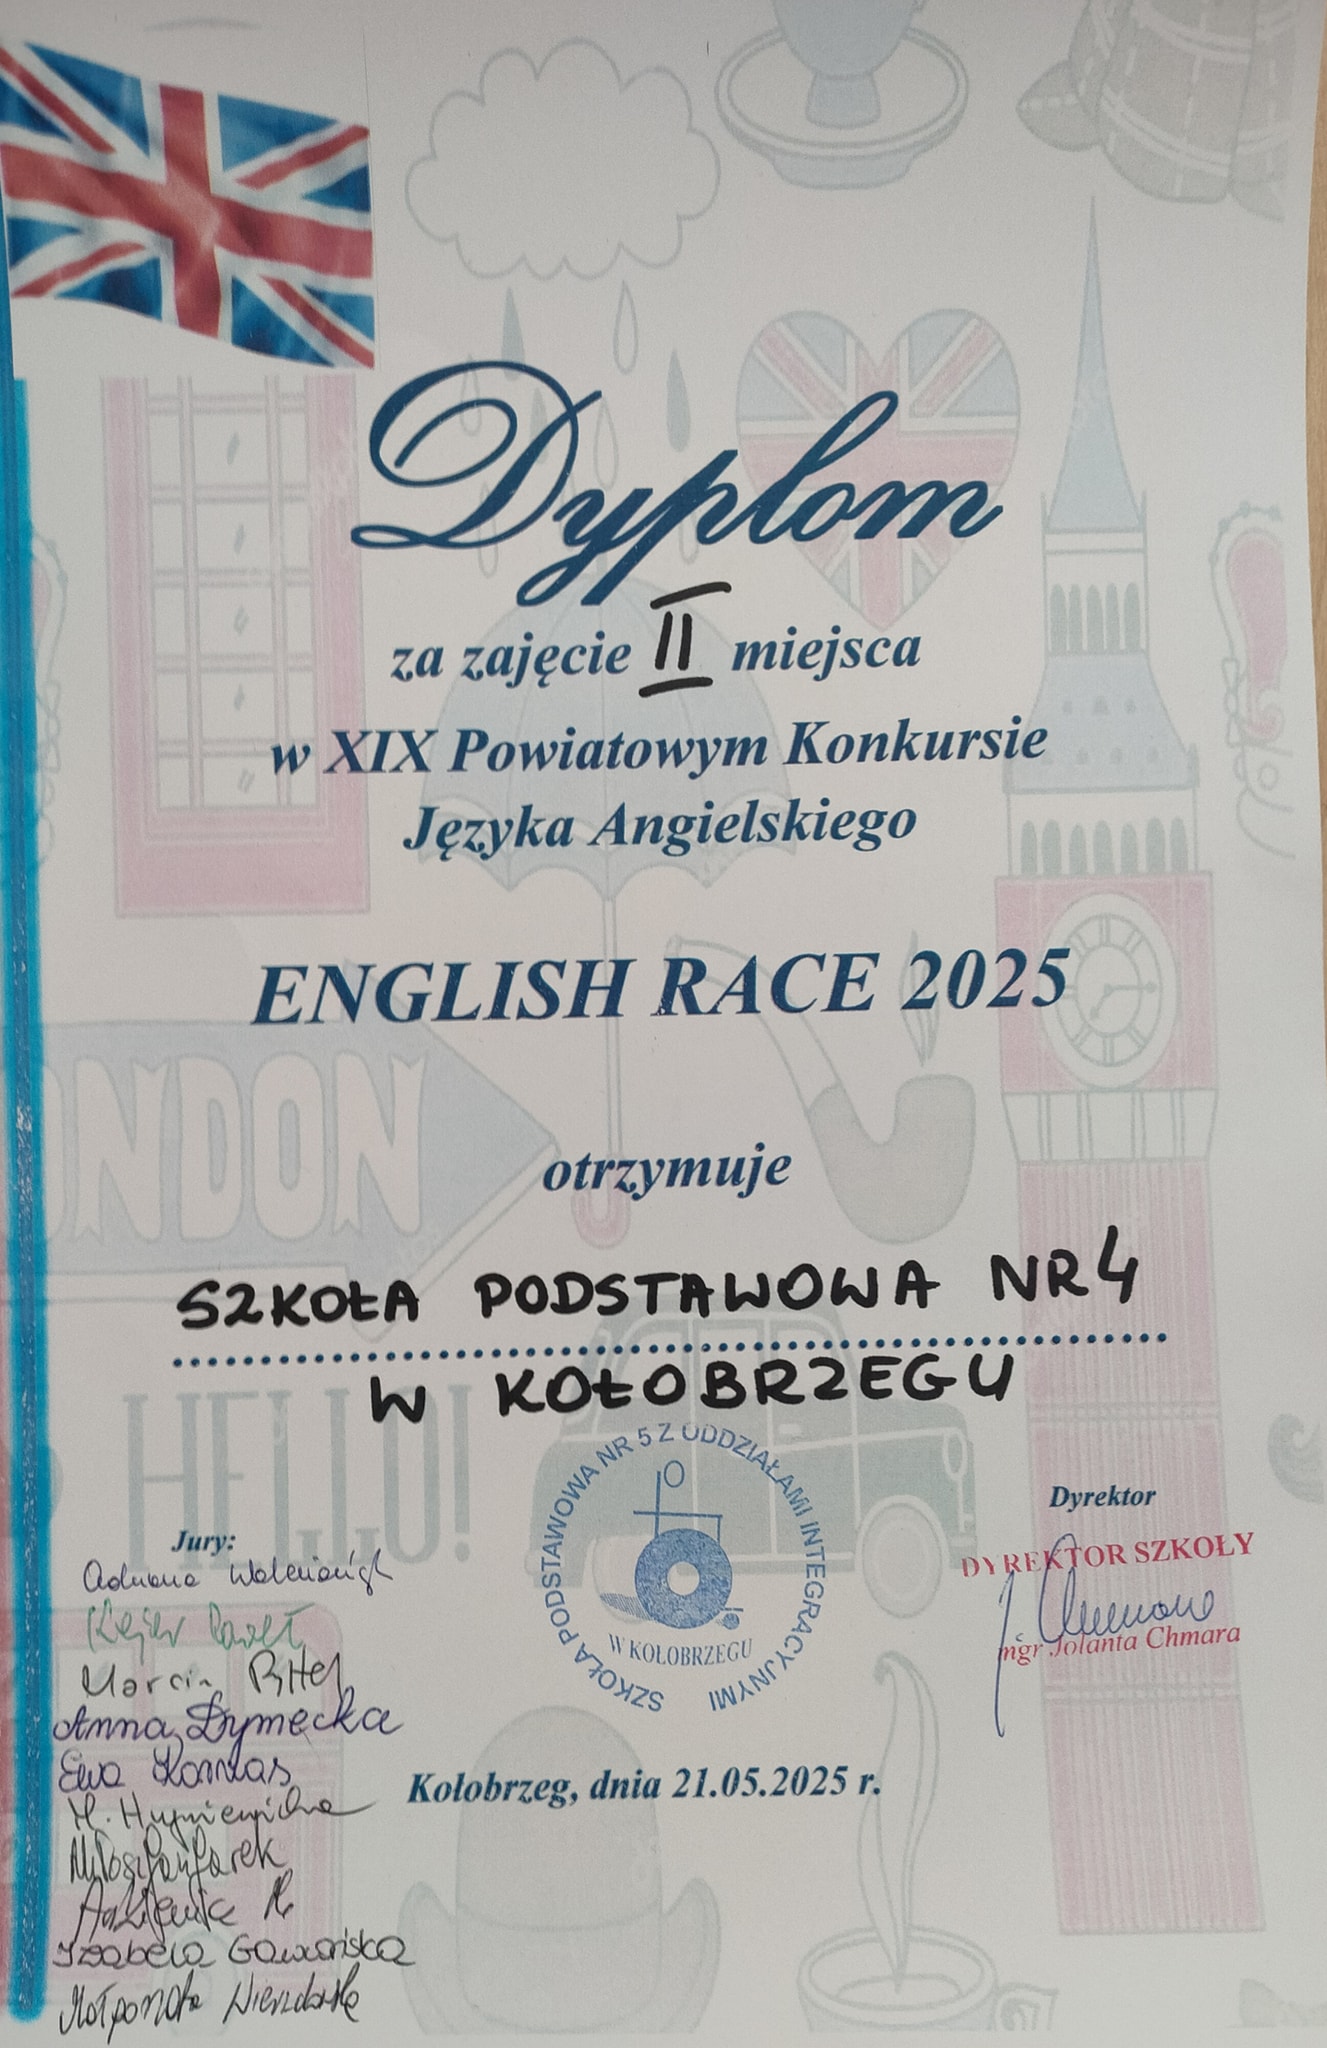 Dyplom
za zajęcie II miejsca
w XIX Powiatowym Konkursie
Języka Angielskiego
ENGLISH RACE 2025
ONDON
otrzymuje
SZKOŁA PODSTAWOWA NR 4
W KOŁOBRZEGU
HELLO!
SZKOŁA PODSTAWOWA NR 5 Z ODDZIAŁAMI INTEGRACYJNYMI
W KOŁOBRZEGU
Dyrektor
DYREKTOR SZKOŁY
mgr Jolanta Chmara
Jury:
Marcin
Anna Dymecka
Ewa
Izabela
Kołobrzeg, dnia 21.05.2025 r.